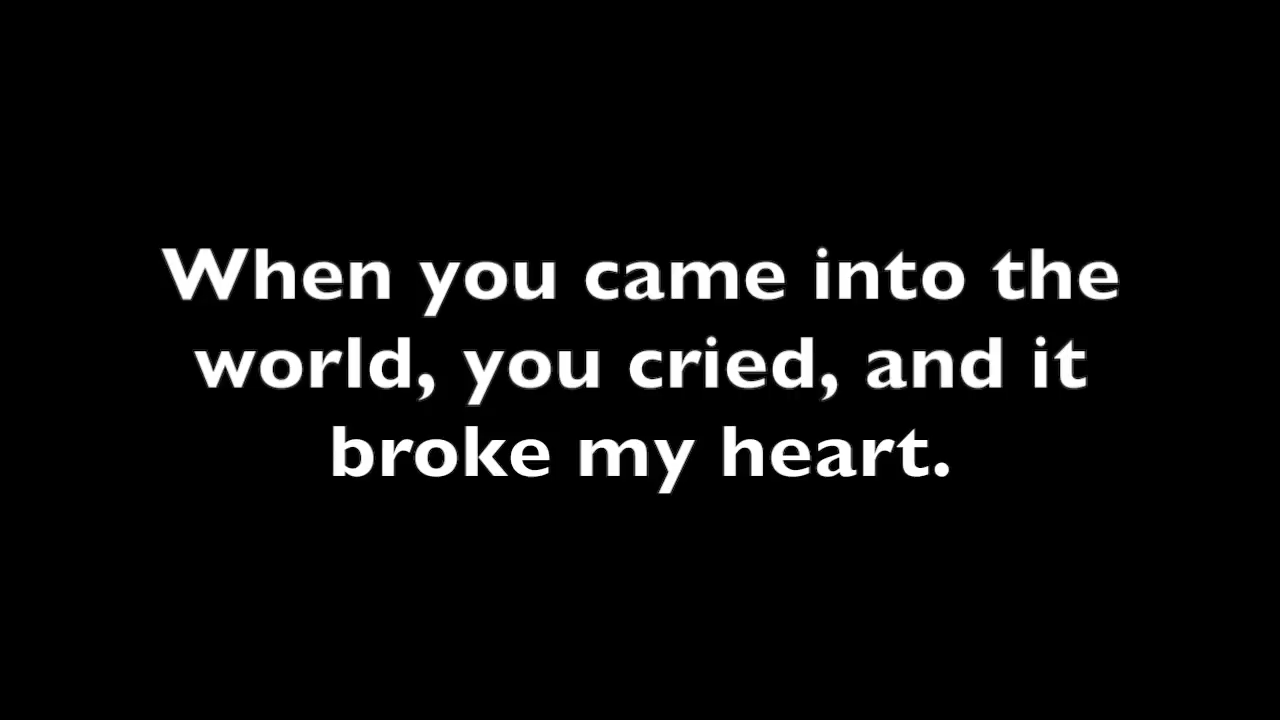 When you came into the
world, you cried, and it
broke my heart.